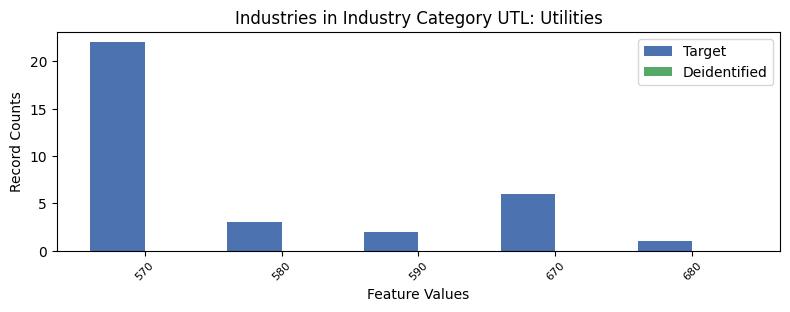 Industries in Industry Category UTL: Utilities
Target
Deidentified
Record Counts
20
15
10
5
0
570
580
590
670
680
Feature Values